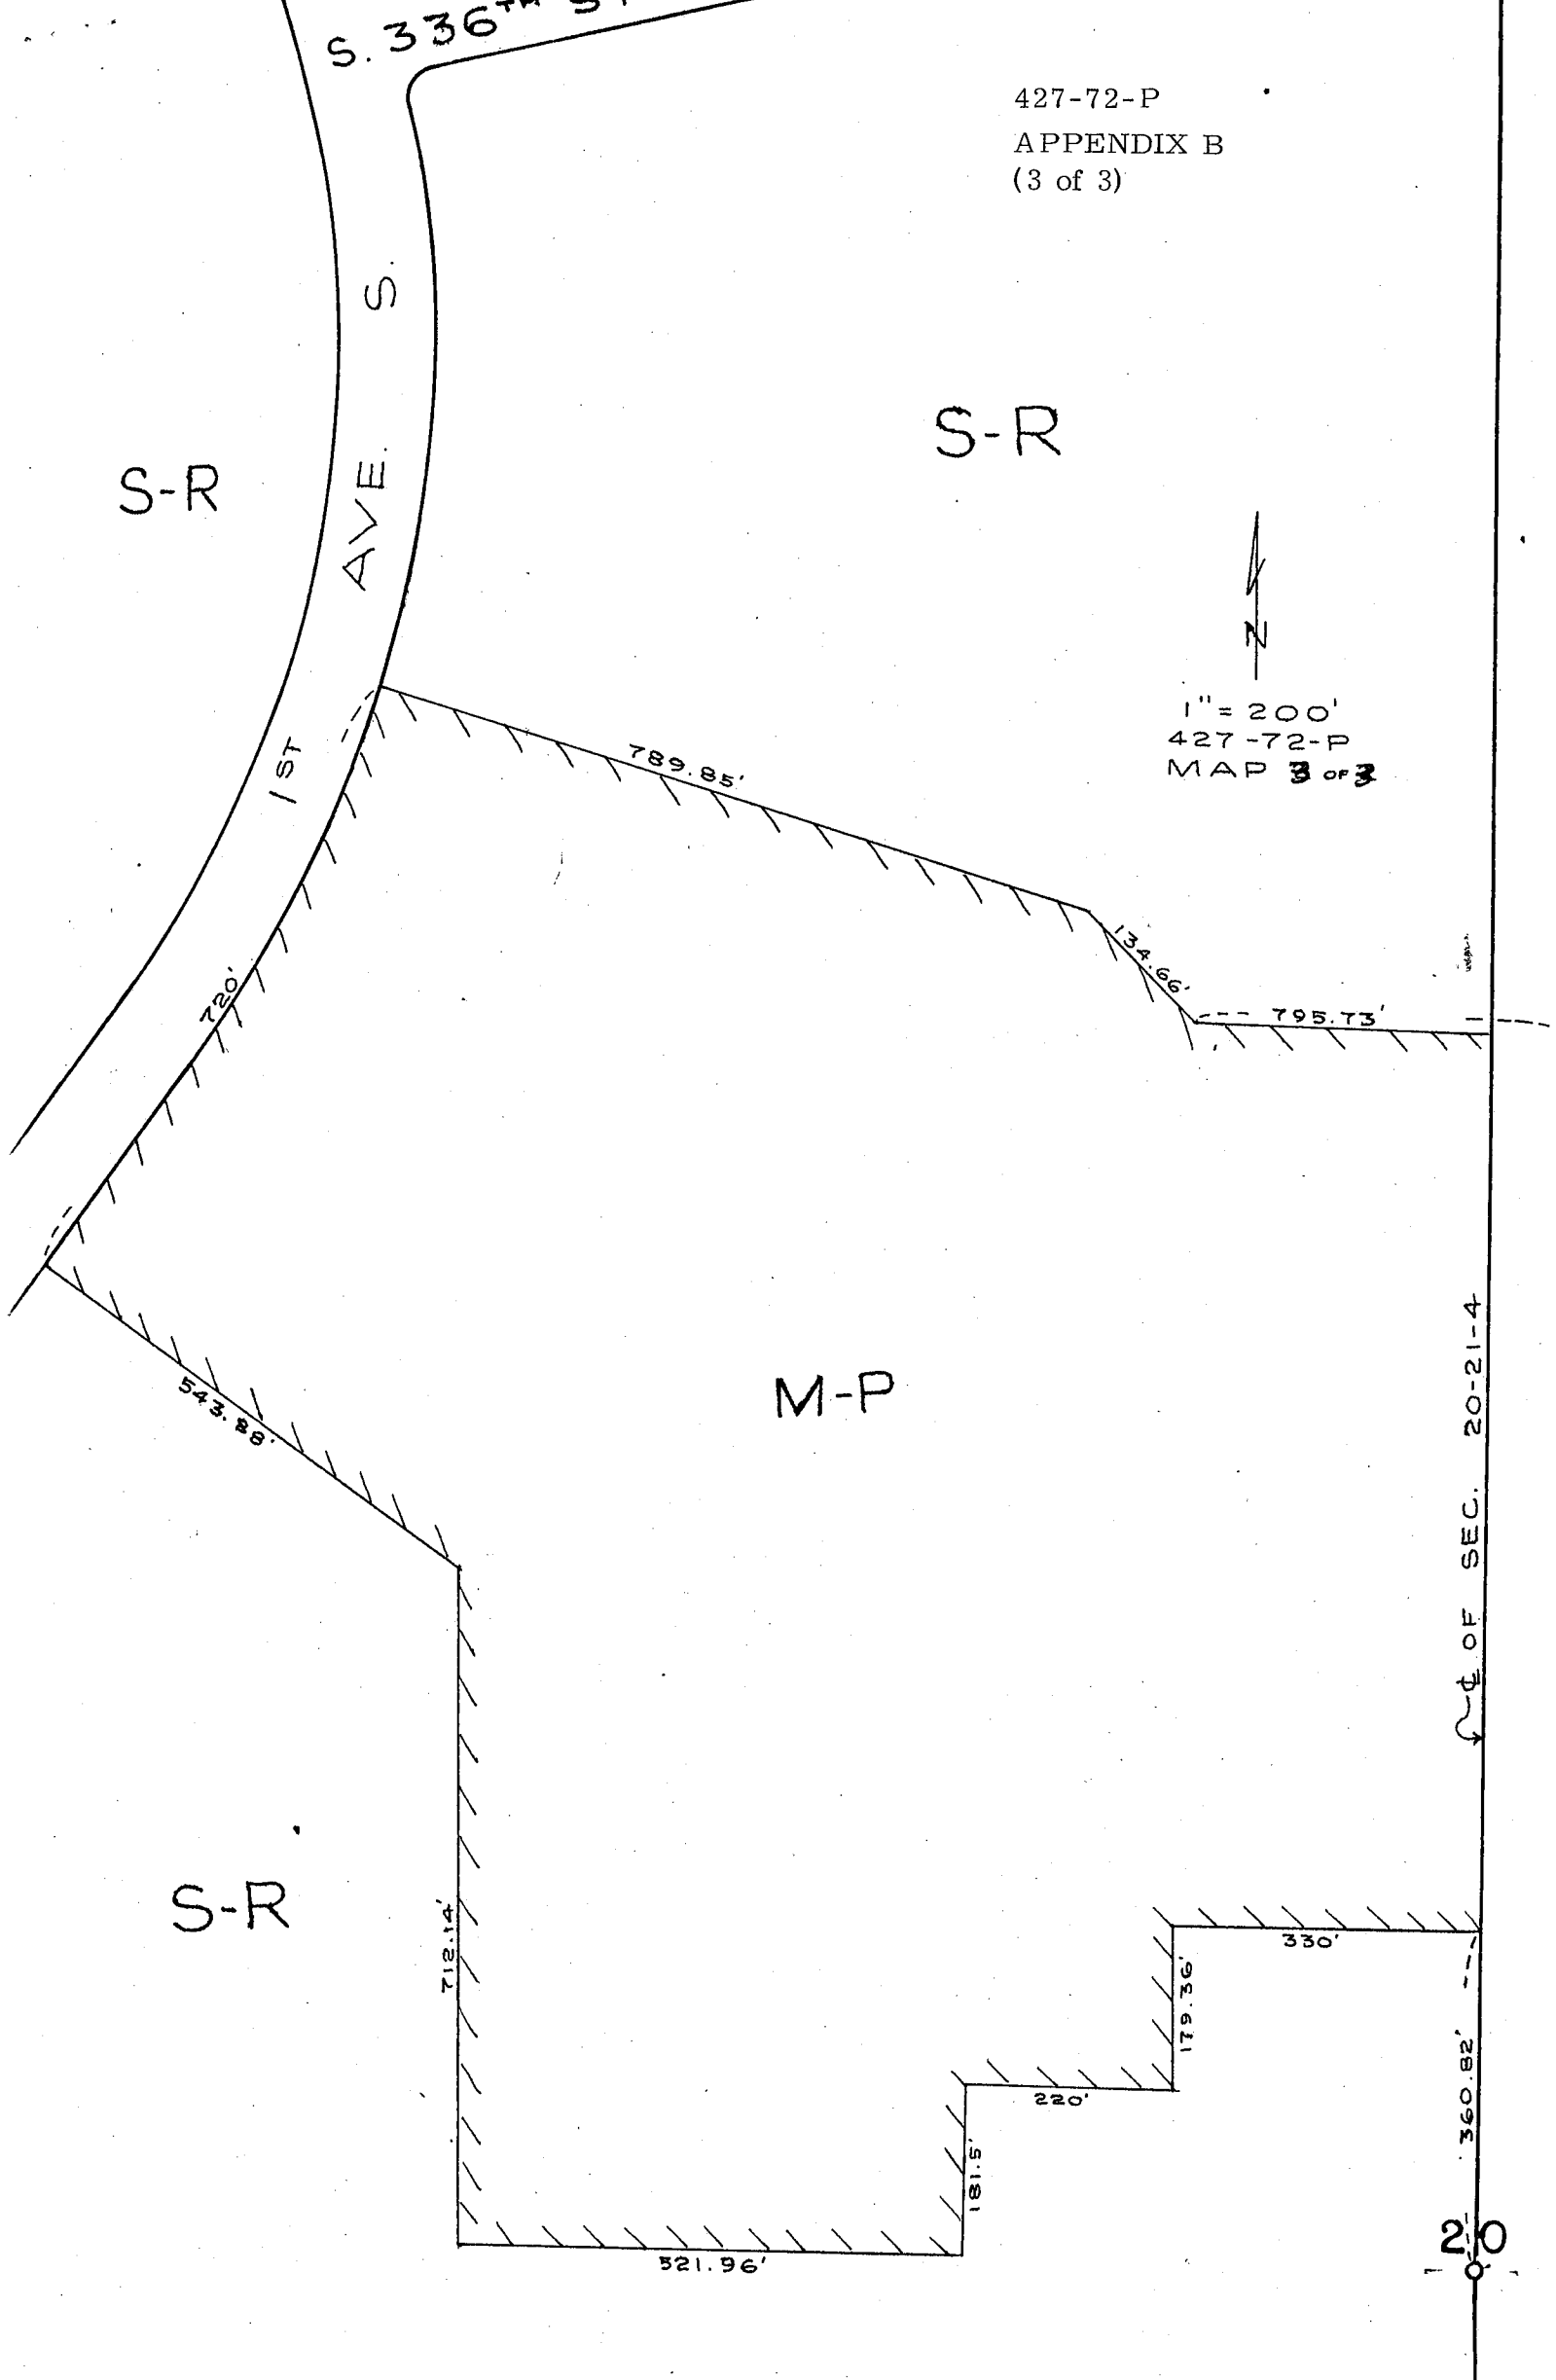 S. 336TH
427-72-P
APPENDIX B
(3 of 3)
1ST AVE. S.
S-R
S-R
N
1" = 200'
427-72-P
MAP 3 OF 3
789.85'
134.66'
795.73'
720'
543.88'
M-P
℄ OF SEC. 20-21-4
S-R
712.14'
330'
179.36'
220'
181.5'
360.82'
521.96'
20